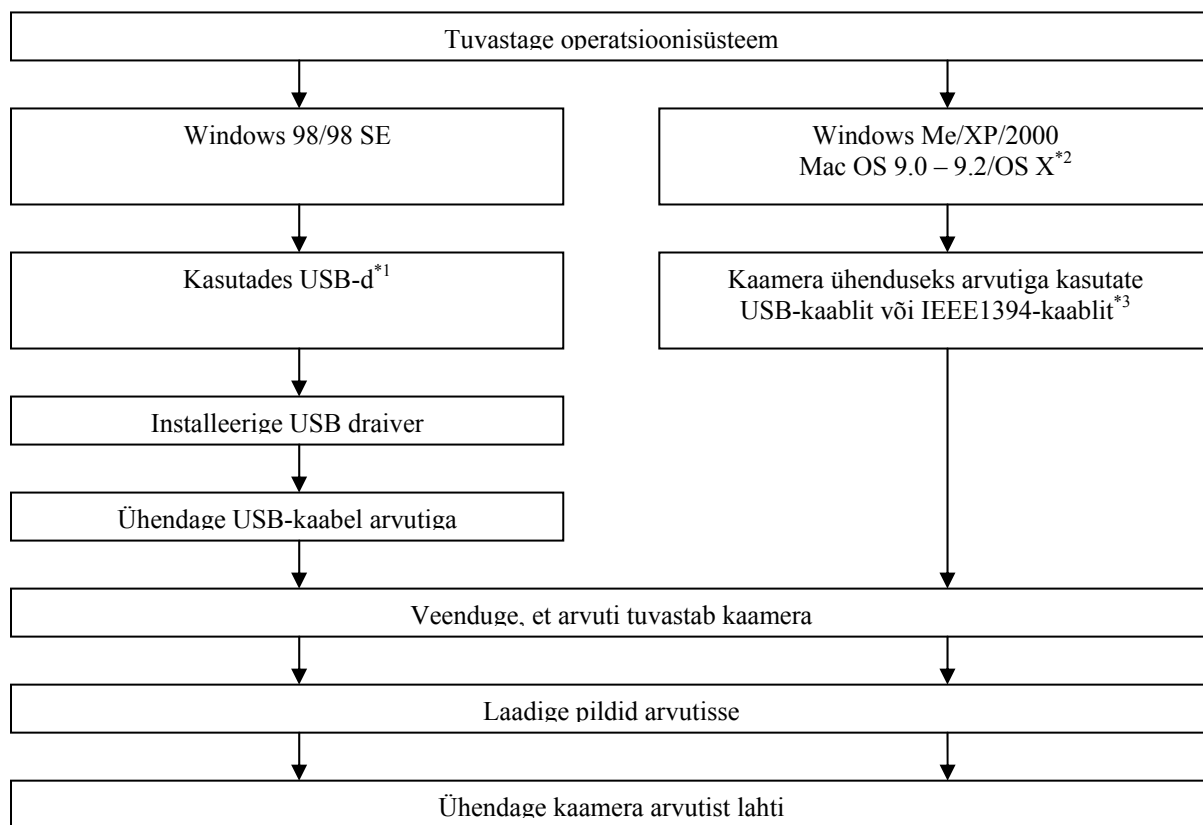 Tuvastage operatsioonisüsteem
Windows 98/98 SE
Windows Me/XP/2000
Mac OS 9.0 – 9.2/OS X*2
Kasutades USB-d*1
Kaamera ühenduseks arvutiga kasutate
USB-kaablit või IEEE1394-kaablit*3
Installeerige USB draiver
Ühendage USB-kaabel arvutiga
Veenduge, et arvuti tuvastab kaamera
Laadige pildid arvutisse
Ühendage kaamera arvutist lahti